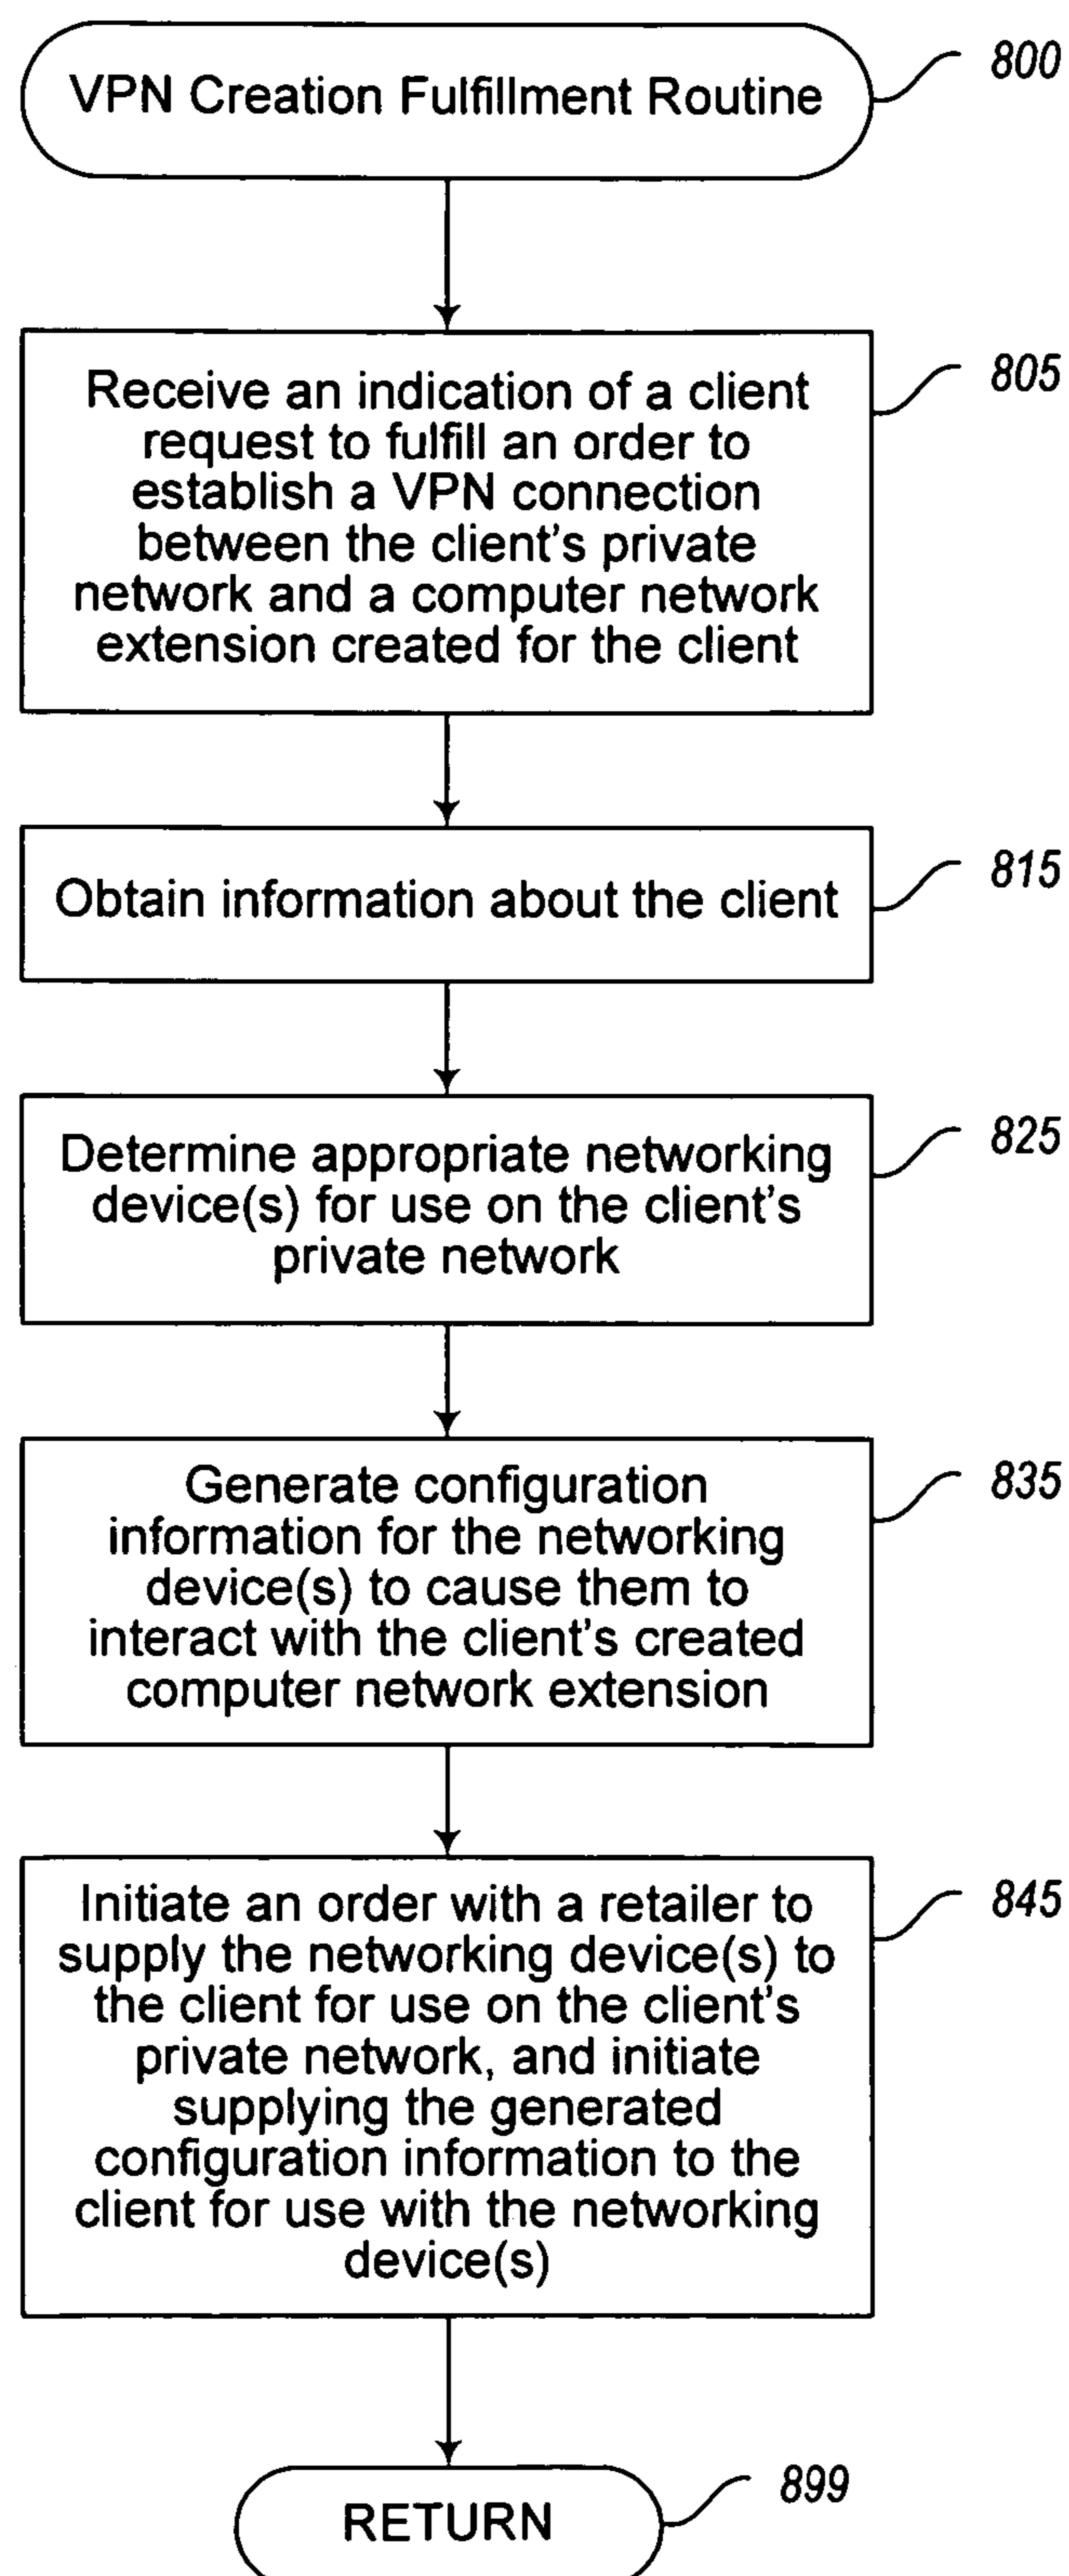 VPN Creation Fulfillment Routine
800
Receive an indication of a client
request to fulfill an order to
establish a VPN connection
between the client's private
network and a computer network
extension created for the client
805
Obtain information about the client
815
Determine appropriate networking
device(s) for use on the client's
private network
825
Generate configuration
information for the networking
device(s) to cause them to
interact with the client's created
computer network extension
835
Initiate an order with a retailer to
supply the networking device(s) to
the client for use on the client's
private network, and initiate
supplying the generated
configuration information to the
client for use with the networking
device(s)
845
RETURN
899